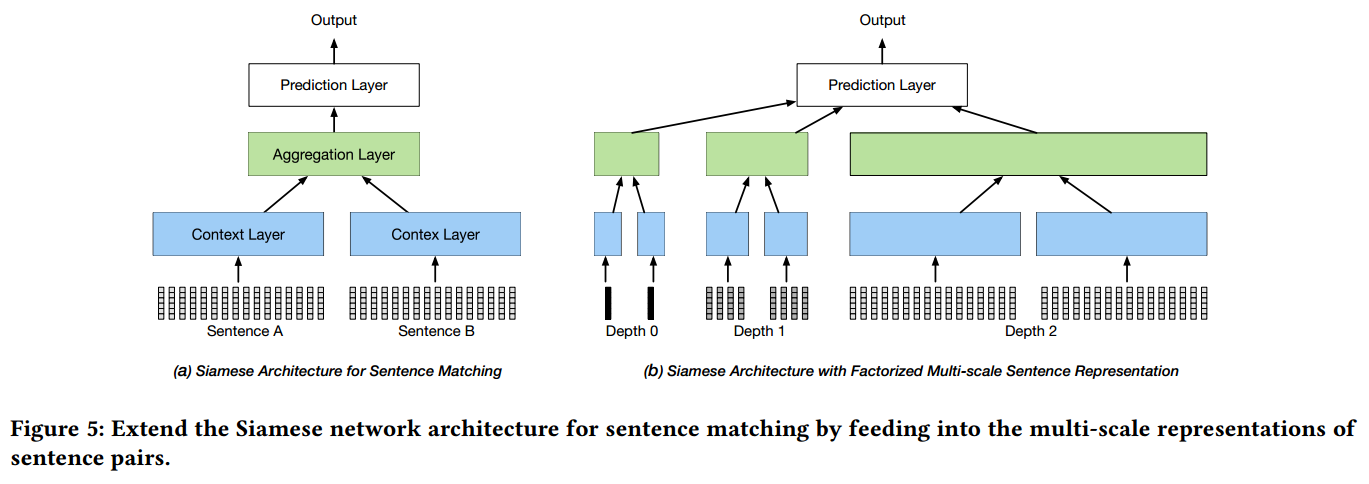 Output
Prediction Layer
Aggregation Layer
Context Layer
Contex Layer
Sentence A
Sentence B
(a) Siamese Architecture for Sentence Matching
Output
Prediction Layer
Depth 0
Depth 1
Depth 2
(b) Siamese Architecture with Factorized Multi-scale Sentence Representation
Figure 5: Extend the Siamese network architecture for sentence matching by feeding into the multi-scale representations of
sentence pairs.